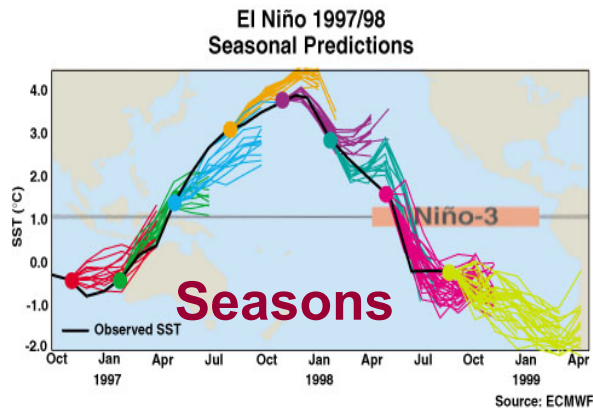 El Niño 1997/98
Seasonal Predictions
4.0
3.0
2.0
1.0
0.0
-1.0
-2.0
SST (°C)
Niño-3
Seasons
Observed SST
Oct Jan Apr Jul Oct Jan Apr Jul Oct Jan Apr
1997 1998 1999
Source: ECMWF